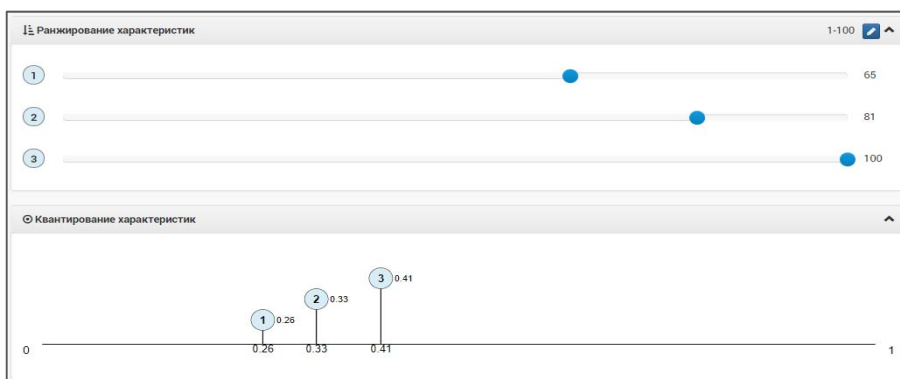 Ранжирование характеристик 1-100
1 65
2 81
3 100
Квантирование характеристик
3 0.41
2 0.33
1 0.26
0 0.26 0.33 0.41 1